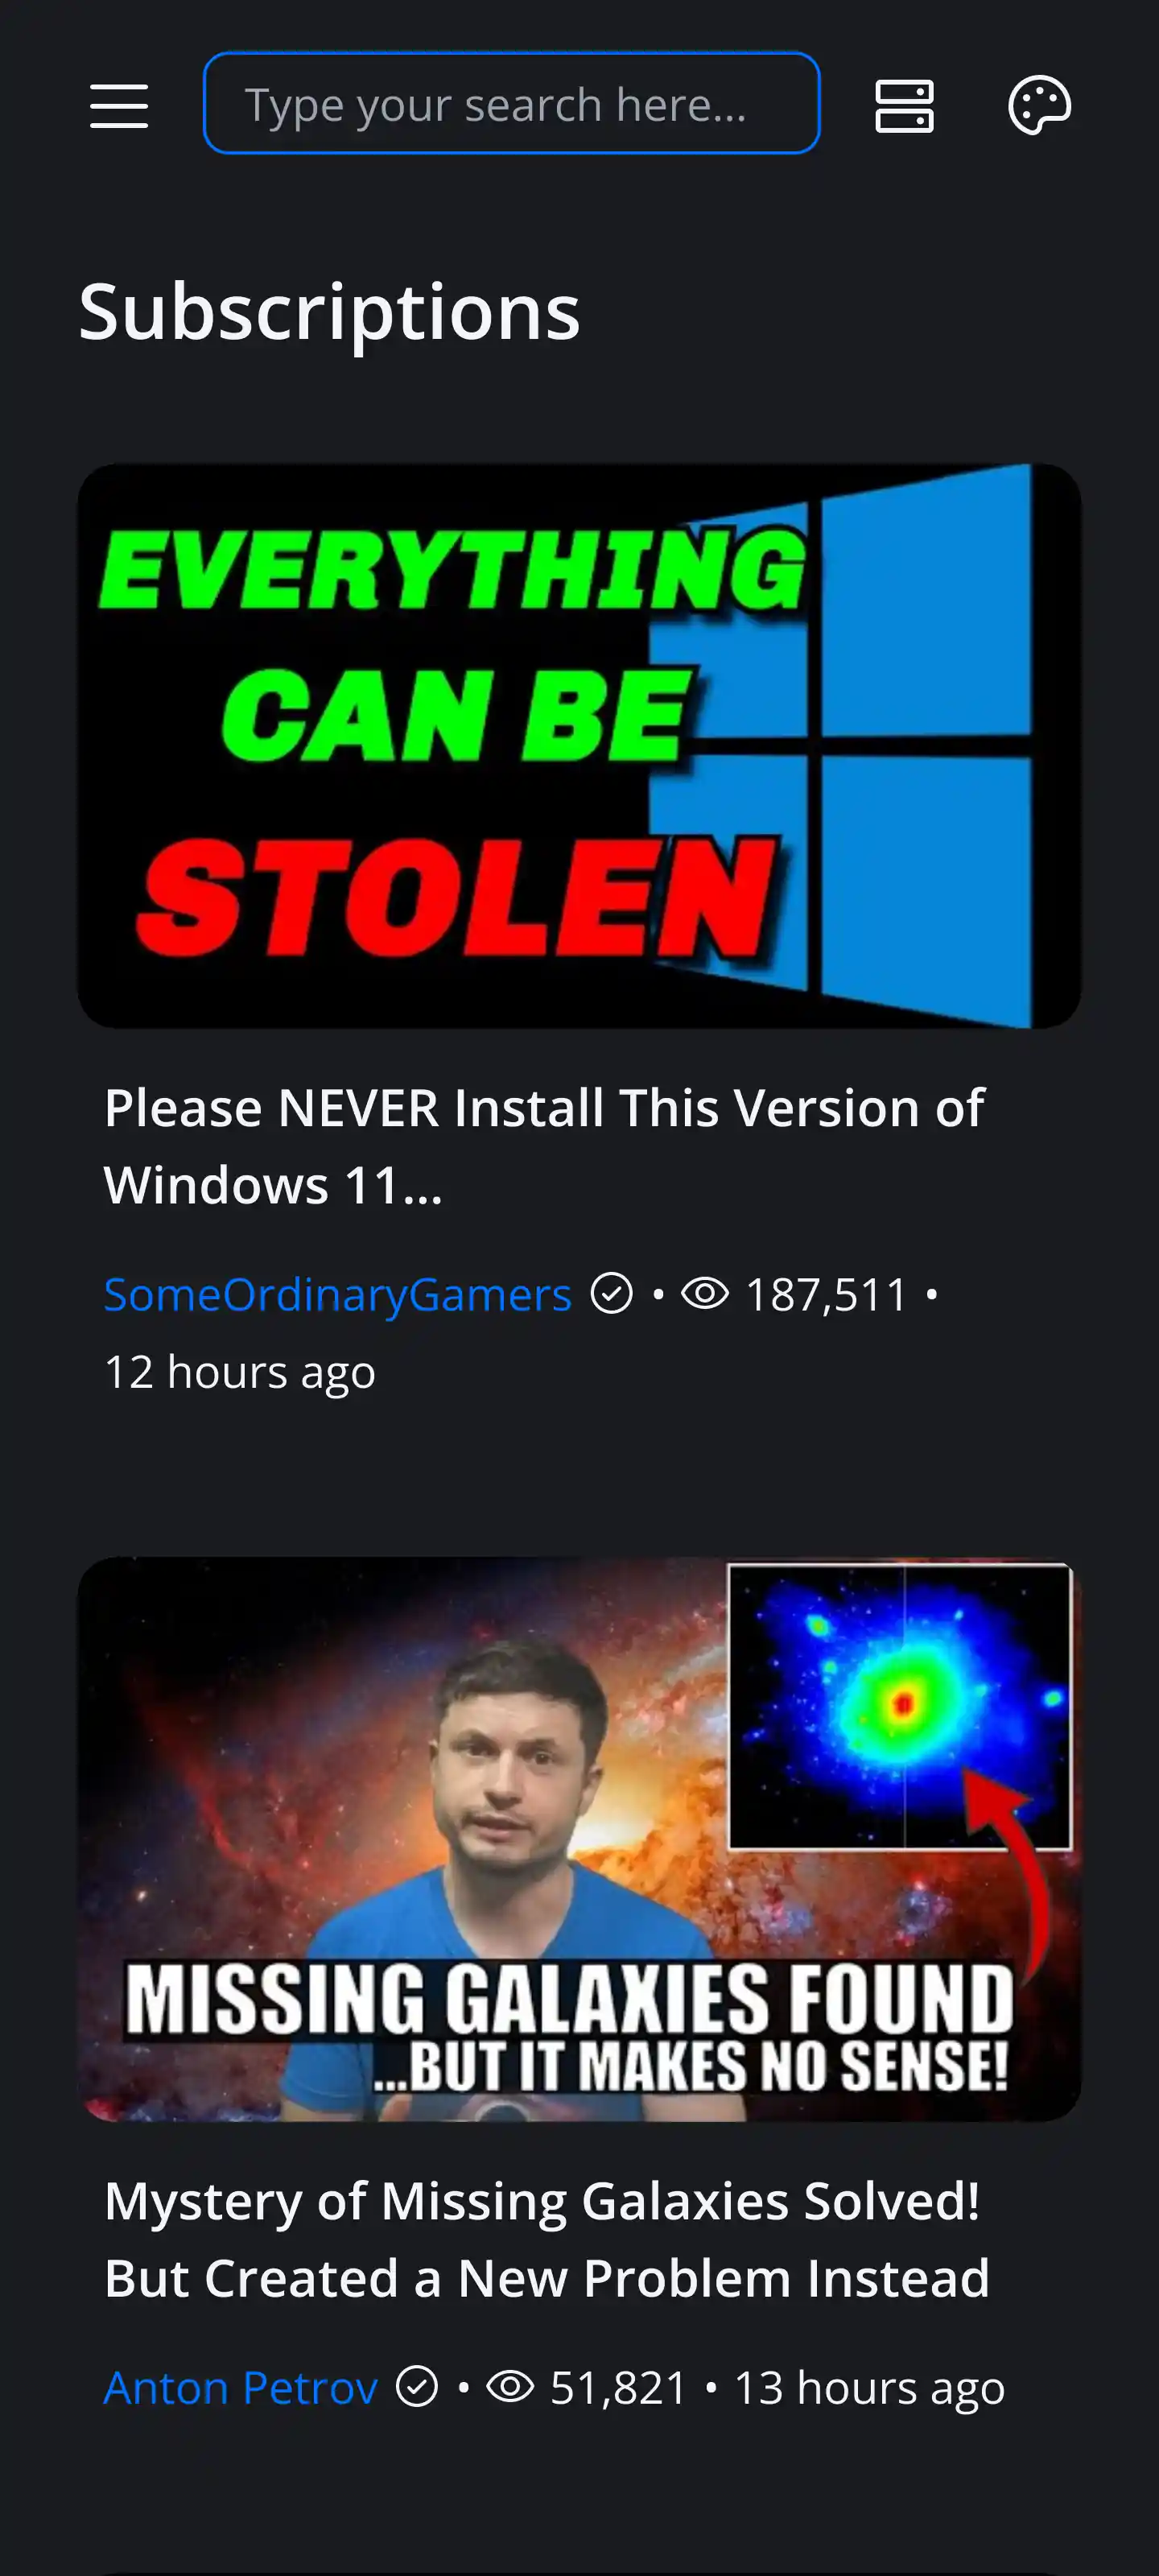 Type your search here...
Subscriptions
EVERYTHING
CAN BE
STOLEN
Please NEVER Install This Version of
Windows 11...
SomeOrdinaryGamers • 187,511 •
12 hours ago
MISSING GALAXIES FOUND
...BUT IT MAKES NO SENSE!
Mystery of Missing Galaxies Solved!
But Created a New Problem Instead
Anton Petrov • 51,821 • 13 hours ago